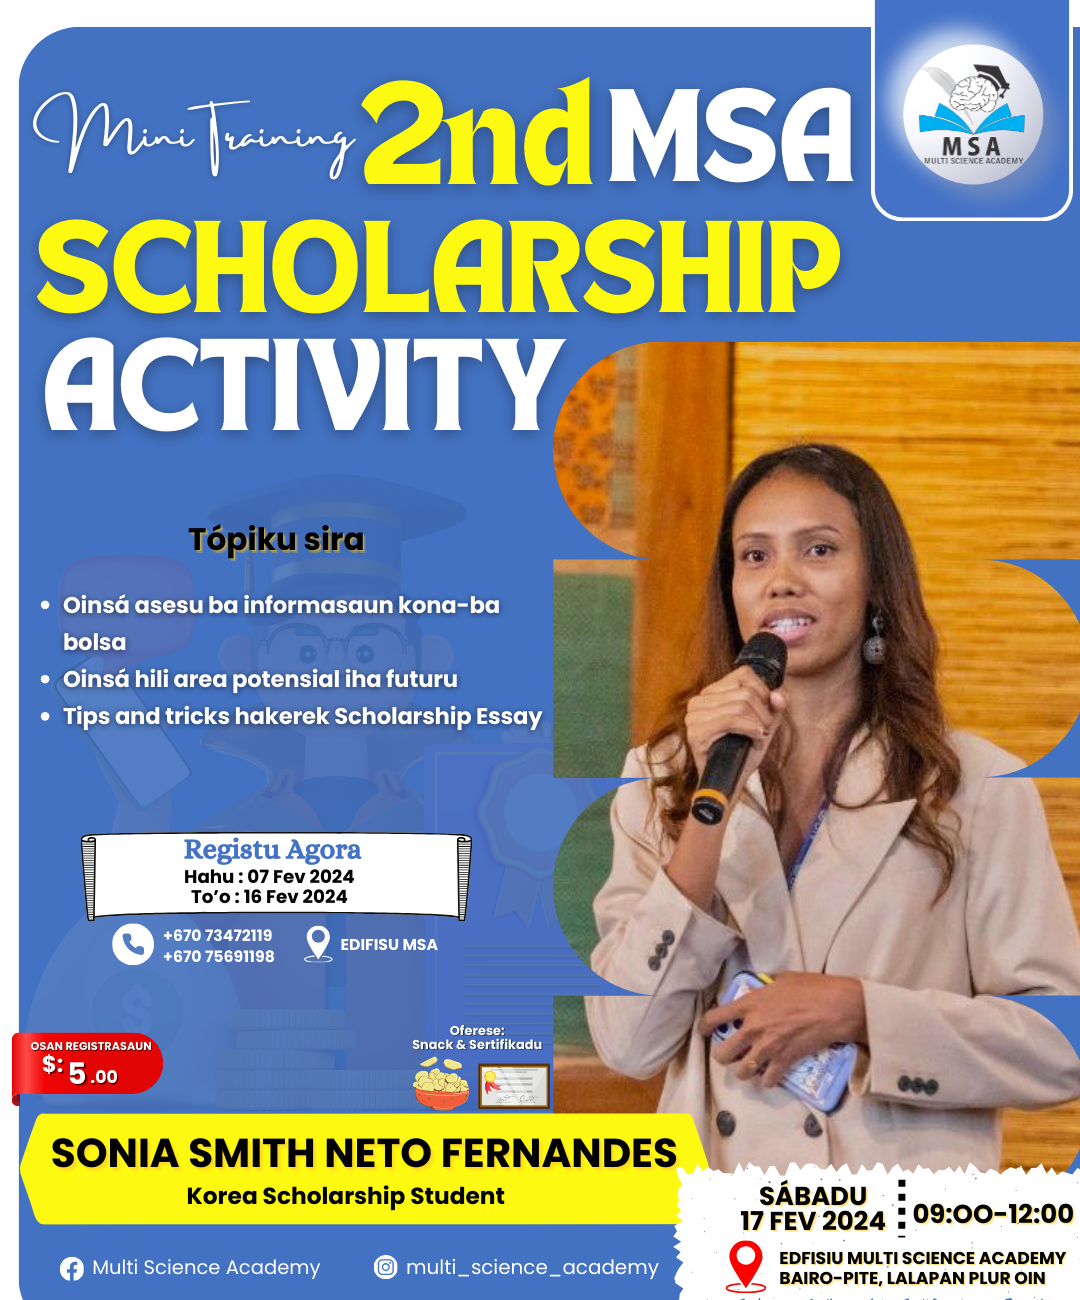 Mini Training 2nd MSA
SCHOLARSHIP
ACTIVITY
MSA
MULTI SCIENCE ACADEMY
Tópiku sira
• Oinsá asesu ba informasaun kona-ba
bolsa
• Oinsá hili area potensial iha futuru
• Tips and tricks hakerek Scholarship Essay
Registu Agora
Hahu : 07 Fev 2024
To’o : 16 Fev 2024
+670 73472119
+670 75691198
EDIFISU MSA
OSAN REGISTRASAUN
$: 5 .00
Oferese:
Snack & Sertifikadu
SONIA SMITH NETO FERNANDES
Korea Scholarship Student
SÁBADU
17 FEV 2024
09:00-12:00
EDFISIU MULTI SCIENCE ACADEMY
BAIRO-PITE, LALAPAN PLUR OIN
Multi Science Academy
multi_science_academy